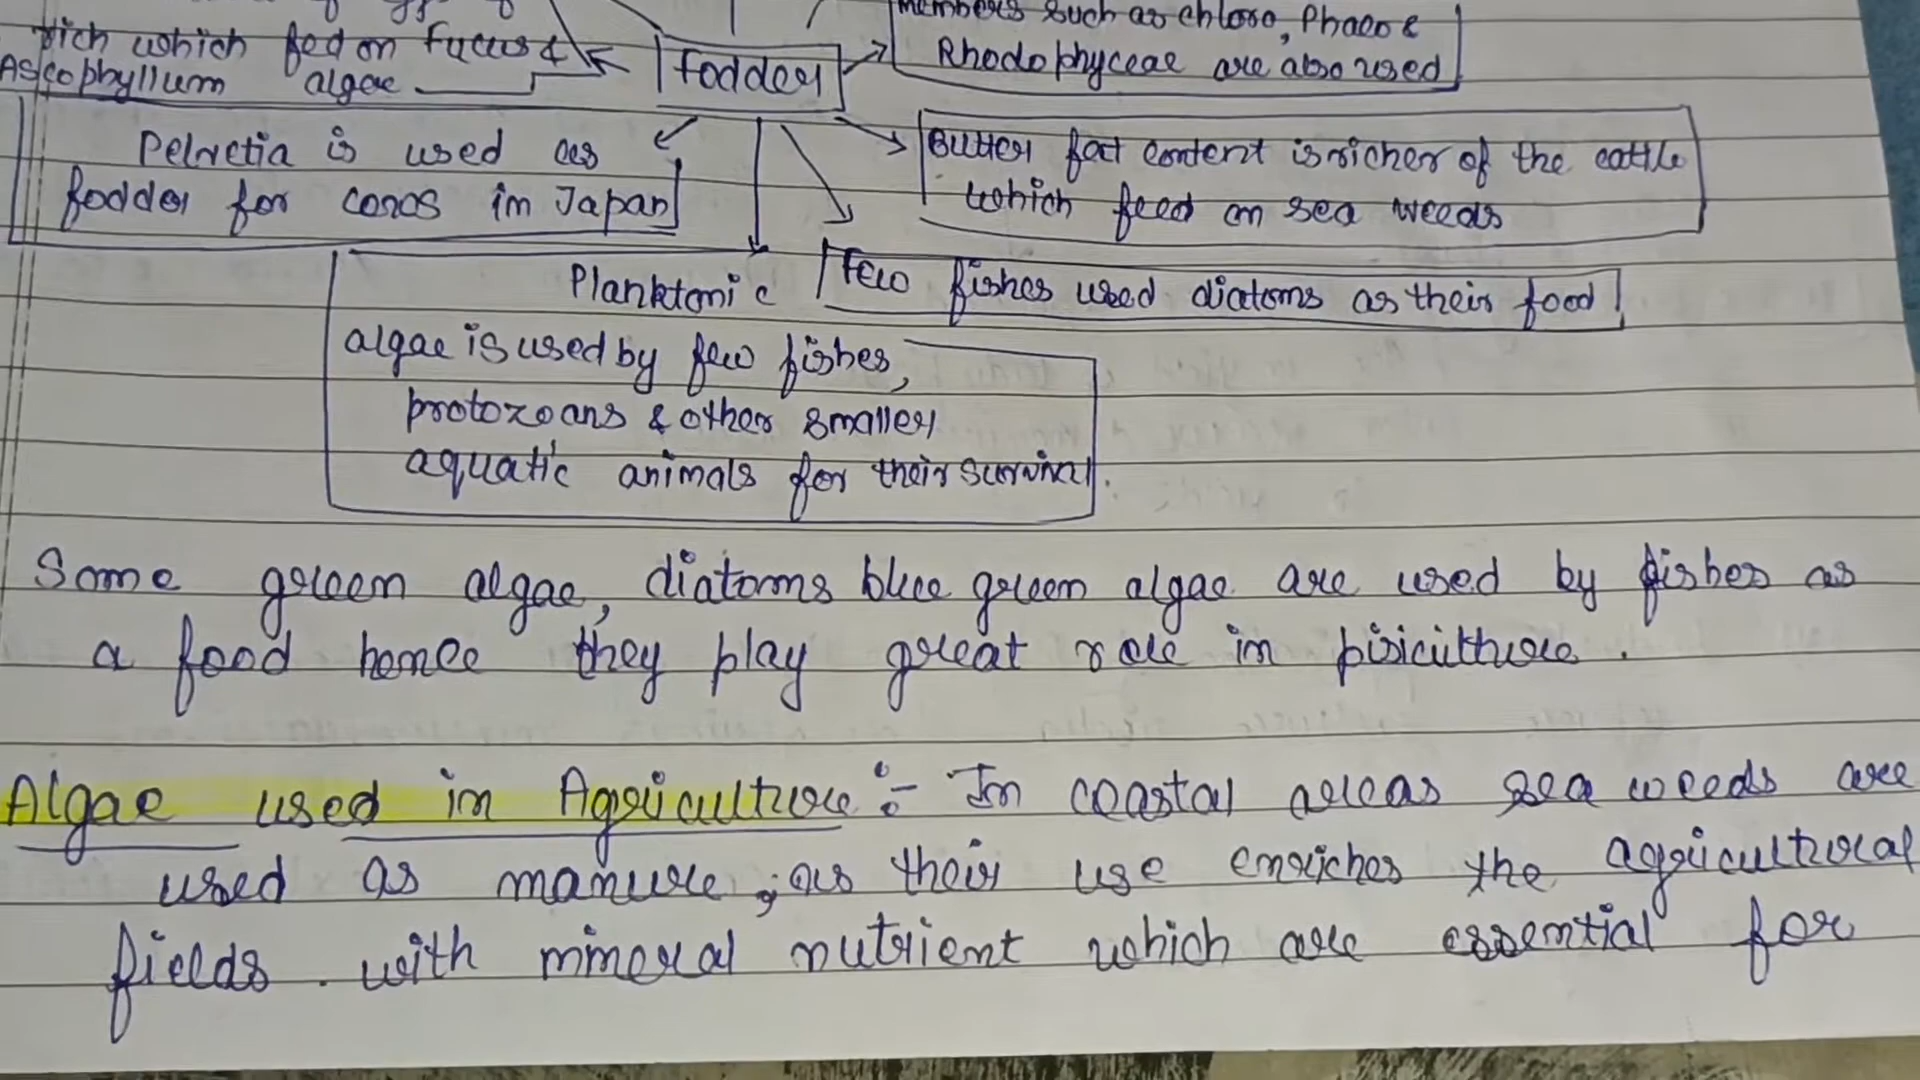 rich which fed on fucus &
Ascophyllum algae
fodder
members such as chloro, Phaeo &
Rhodophyceae are also used
Pelvetia is used as
fodder for cows in Japan
Butter fat content is richer of the cattle
which feed on sea weeds
Few fishes used diatoms as their food
Planktonic
algae is used by few fishes,
protozoans & other smaller
aquatic animals for their survival.
Some green algae, diatoms blue green algae are used by fishes as
a food hence they play great role in pisiculture.
Algae used in Agriculture :- In coastal areas sea weeds are
used as manure, as their use enriches the agricultural
fields with mineral nutrient which are essential for